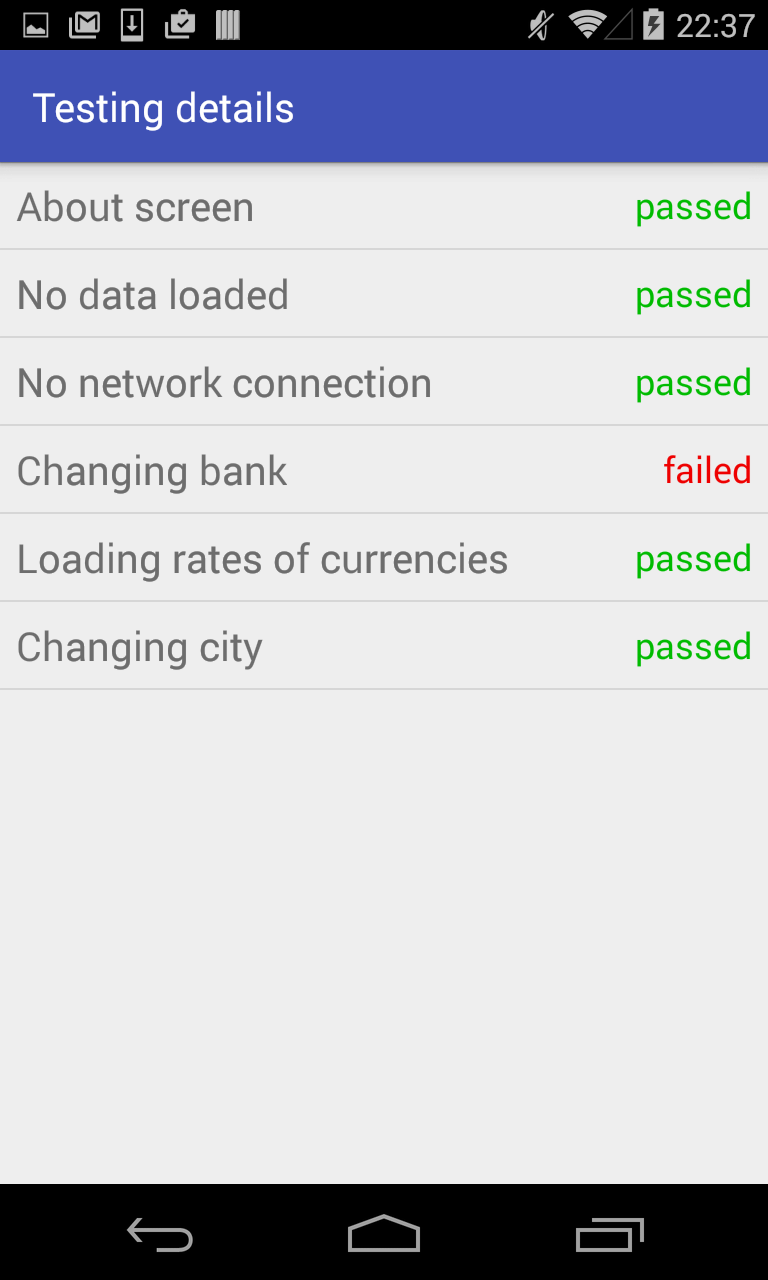 22:37
Testing details
About screen passed
No data loaded passed
No network connection passed
Changing bank failed
Loading rates of currencies passed
Changing city passed